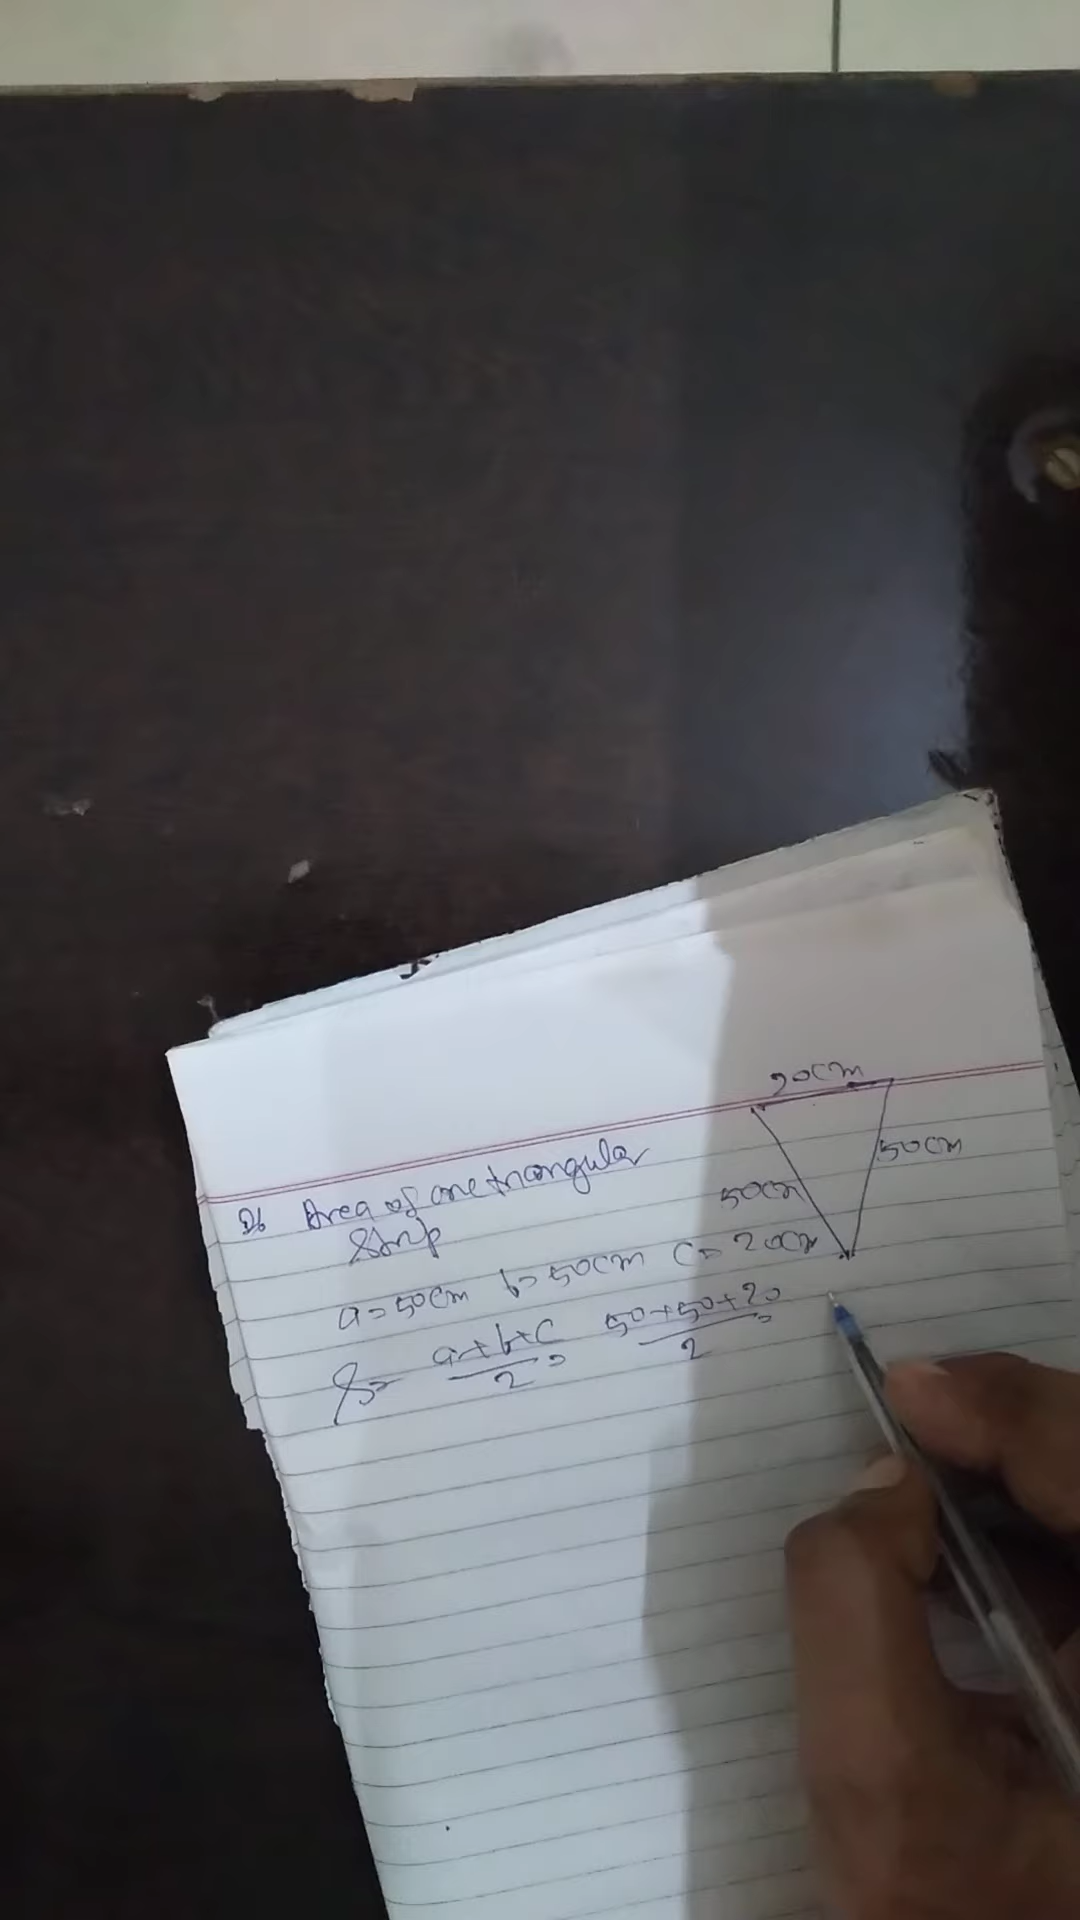 20cm
50cm
50cm
Q6 Area of one triangular
Strip
a = 50cm b = 50cm c = 20cm
S = a+b+c/2 = 50+50+20/2 =